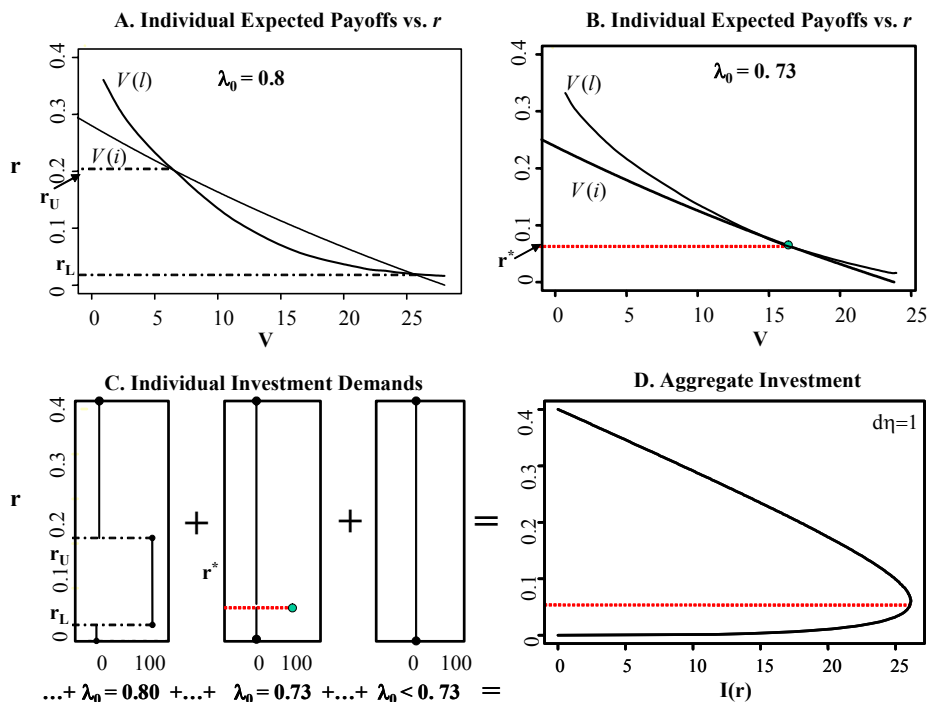 A. Individual Expected Payoffs vs. r
B. Individual Expected Payoffs vs. r
0.4
0.3
0.2
0.1
0
r
r_U
r_L
V(l)
λ₀ = 0.8
V(i)
0 5 10 15 20 25
V
0.4
0.3
0.2
0.1
0
r*
V(l)
λ₀ = 0. 73
V(i)
0 5 10 15 20 25
V
C. Individual Investment Demands
D. Aggregate Investment
0.4
0.3
0.2
0.1
0
r
r_U
r_L
0 100
+
r*
0 100
+
0 100
=
0.4
0.3
0.2
0.1
0
dη=1
0 5 10 15 20 25
I(r)
…+ λ₀ = 0.80 +…+ λ₀ = 0.73 +…+ λ₀ < 0. 73 =